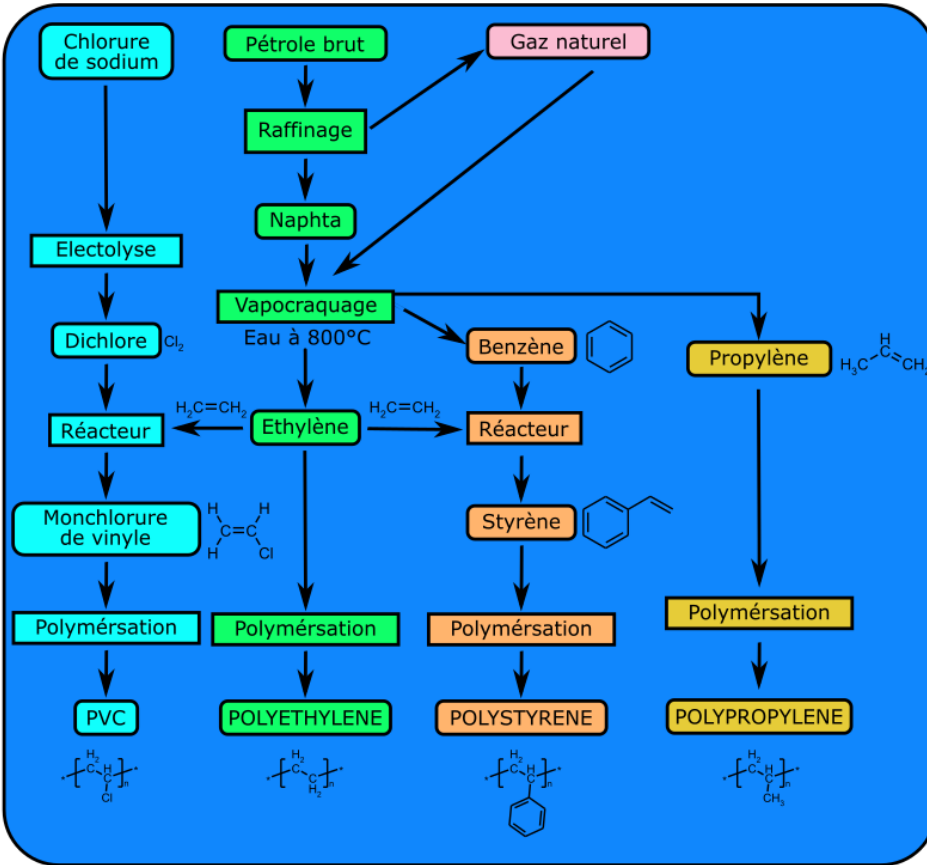 Chlorure
de sodium
Pétrole brut
Gaz naturel
Raffinage
Naphta
Electolyse
Vapocraquage
Eau à 800°C
Dichlore
Cl2
Benzène
Propylène
H3C
C
H
CH2
H2C=CH2
H2C=CH2
Réacteur
Ethylène
Réacteur
Monchlorure
de vinyle
H
H
C=C
H
Cl
Styrène
Polymérsation
Polymérsation
Polymérsation
Polymérsation
PVC
POLYETHYLENE
POLYSTYRENE
POLYPROPYLENE
*[C H2 C H Cl]n*
*[C H2 C H2]n*
*[C H2 C H]n*
*[C H2 C H CH3]n*